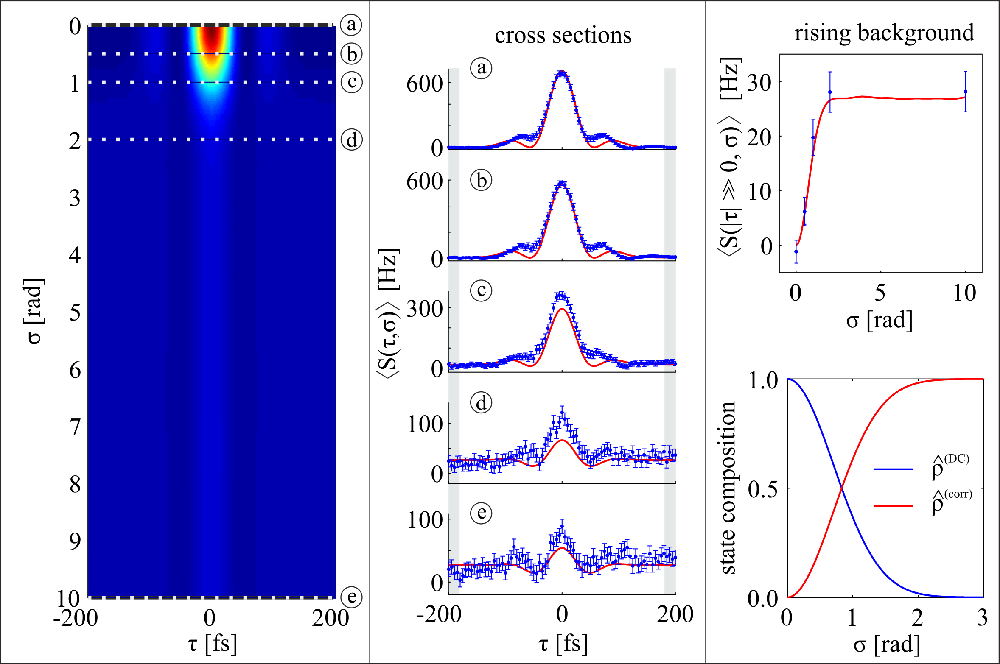 0
1
2
3
4
5
6
7
8
9
10
σ [rad]
-200
0
200
τ [fs]
a
b
c
d
e
cross sections
⟨S(τ,σ)⟩ [Hz]
a
600
0
b
600
0
c
300
0
d
100
0
e
100
0
-200
0
200
τ [fs]
rising background
⟨S(|τ| ≫ 0, σ)⟩ [Hz]
30
20
10
0
0
5
10
σ [rad]
state composition
1.0
0.5
0.0
ρ̂(DC)
ρ̂(corr)
0
1
2
3
σ [rad]